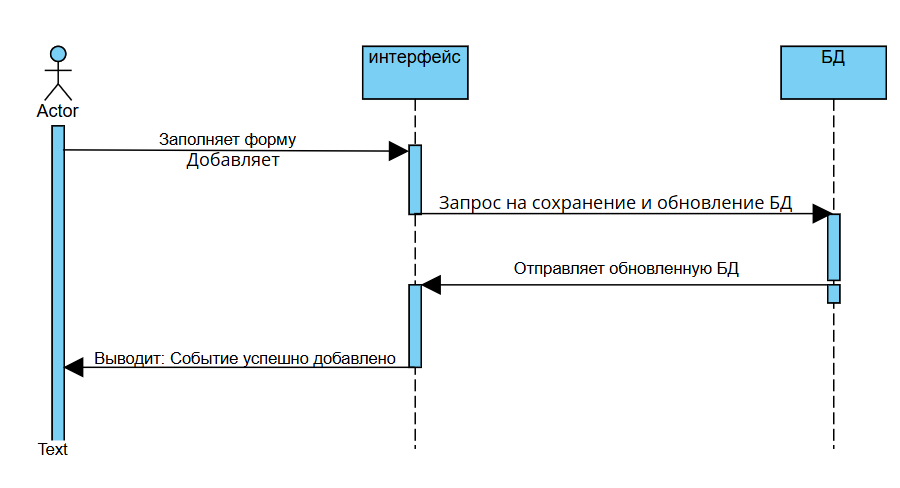 интерфейс
БД
Actor
Заполняет форму
Добавляет
Запрос на сохранение и обновление БД
Отправляет обновленную БД
Выводит: Событие успешно добавлено
Text